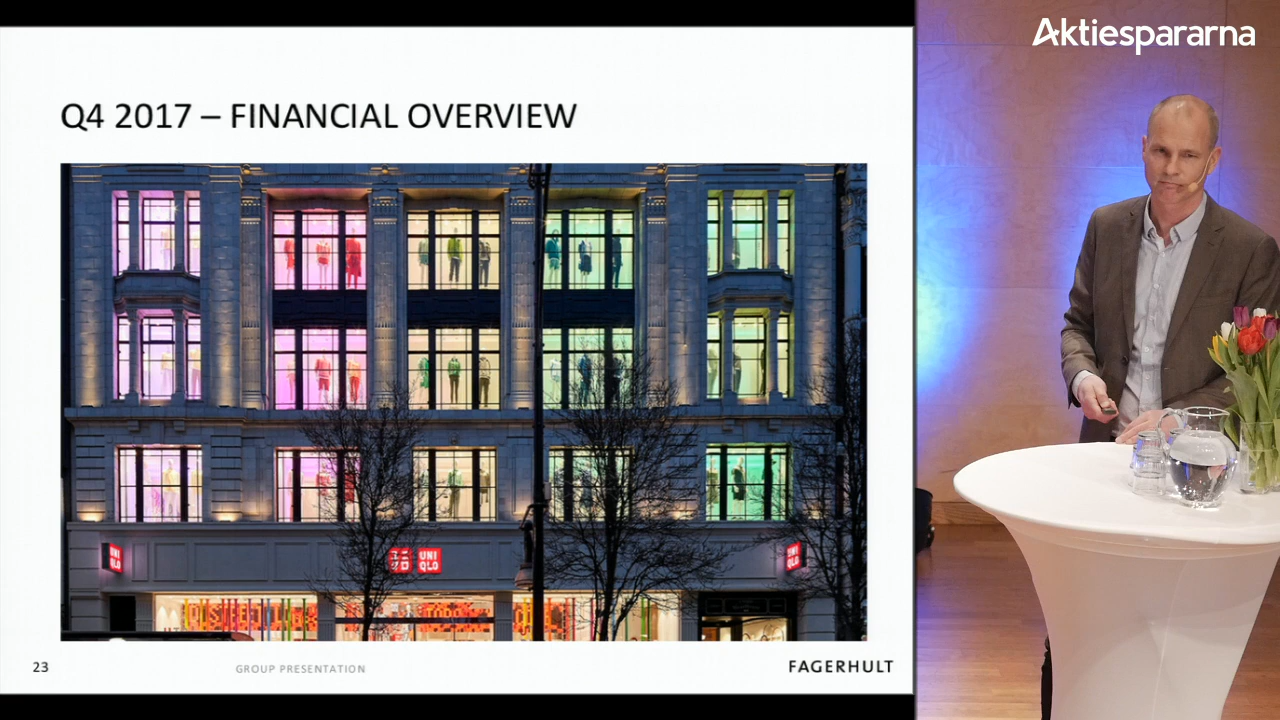 Aktiespararna
Q4 2017 – FINANCIAL OVERVIEW
UNI
QLO
UNI
QLO
UNI
QLO
23
GROUP PRESENTATION
FAGERHULT